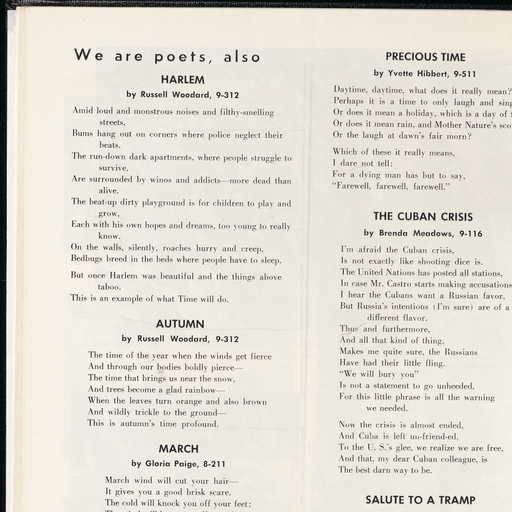 We are poets, also
HARLEM
by Russell Woodard, 9-312
Amid loud and monstrous noises and filthy-smelling
streets,
Bums hang out on corners where police neglect their
beats.
The run-down dark apartments, where people struggle to
survive,
Are surrounded by winos and addicts—more dead than
alive.
The beat-up dirty playground is for children to play and
grow,
Each with his own hopes and dreams, too young to really
know.
On the walls, silently, roaches hurry and creep,
Bedbugs breed in the beds where people have to sleep.
But once Harlem was beautiful and the things above
taboo.
This is an example of what Time will do.
AUTUMN
by Russell Woodard, 9-312
The time of the year when the winds get fierce
And through our bodies boldly pierce—
The time that brings us near the snow,
And trees become a glad rainbow—
When the leaves turn orange and also brown
And wildly trickle to the ground—
This is autumn's time profound.
MARCH
by Gloria Paige, 8-211
March wind will cut your hair—
It gives you a good brisk scare.
The cold will knock you off your feet;
PRECIOUS TIME
by Yvette Hibbert, 9-511
Daytime, daytime, what does it really mean?
Perhaps it is a time to only laugh and sing
Or does it mean a holiday, which is a day of
Or does it mean rain, and Mother Nature's
Or the laugh at dawn's fair morn?
Which of these it really means,
I dare not tell:
For a dying man has but to say,
"Farewell, farewell, farewell."
THE CUBAN CRISIS
by Brenda Meadows, 9-116
I'm afraid the Cuban crisis,
Is not exactly like shooting dice is.
The United Nations has posted all stations,
In case Mr. Castro starts making accusations
I hear the Cubans want a Russian favor,
But Russia's intentions (I'm sure) are of a
different flavor.
Thus and furthermore,
And all that kind of thing,
Makes me quite sure, the Russians
Have had their little fling.
"We will bury you"
Is not a statement to go unheeded,
For this little phrase is all the warning
we needed.
Now the crisis is almost ended,
And Cuba is left un-friend-ed,
To the U. S.'s glee, we realize we are free,
And that, my dear Cuban colleague, is
The best darn way to be.
SALUTE TO A TRAMP